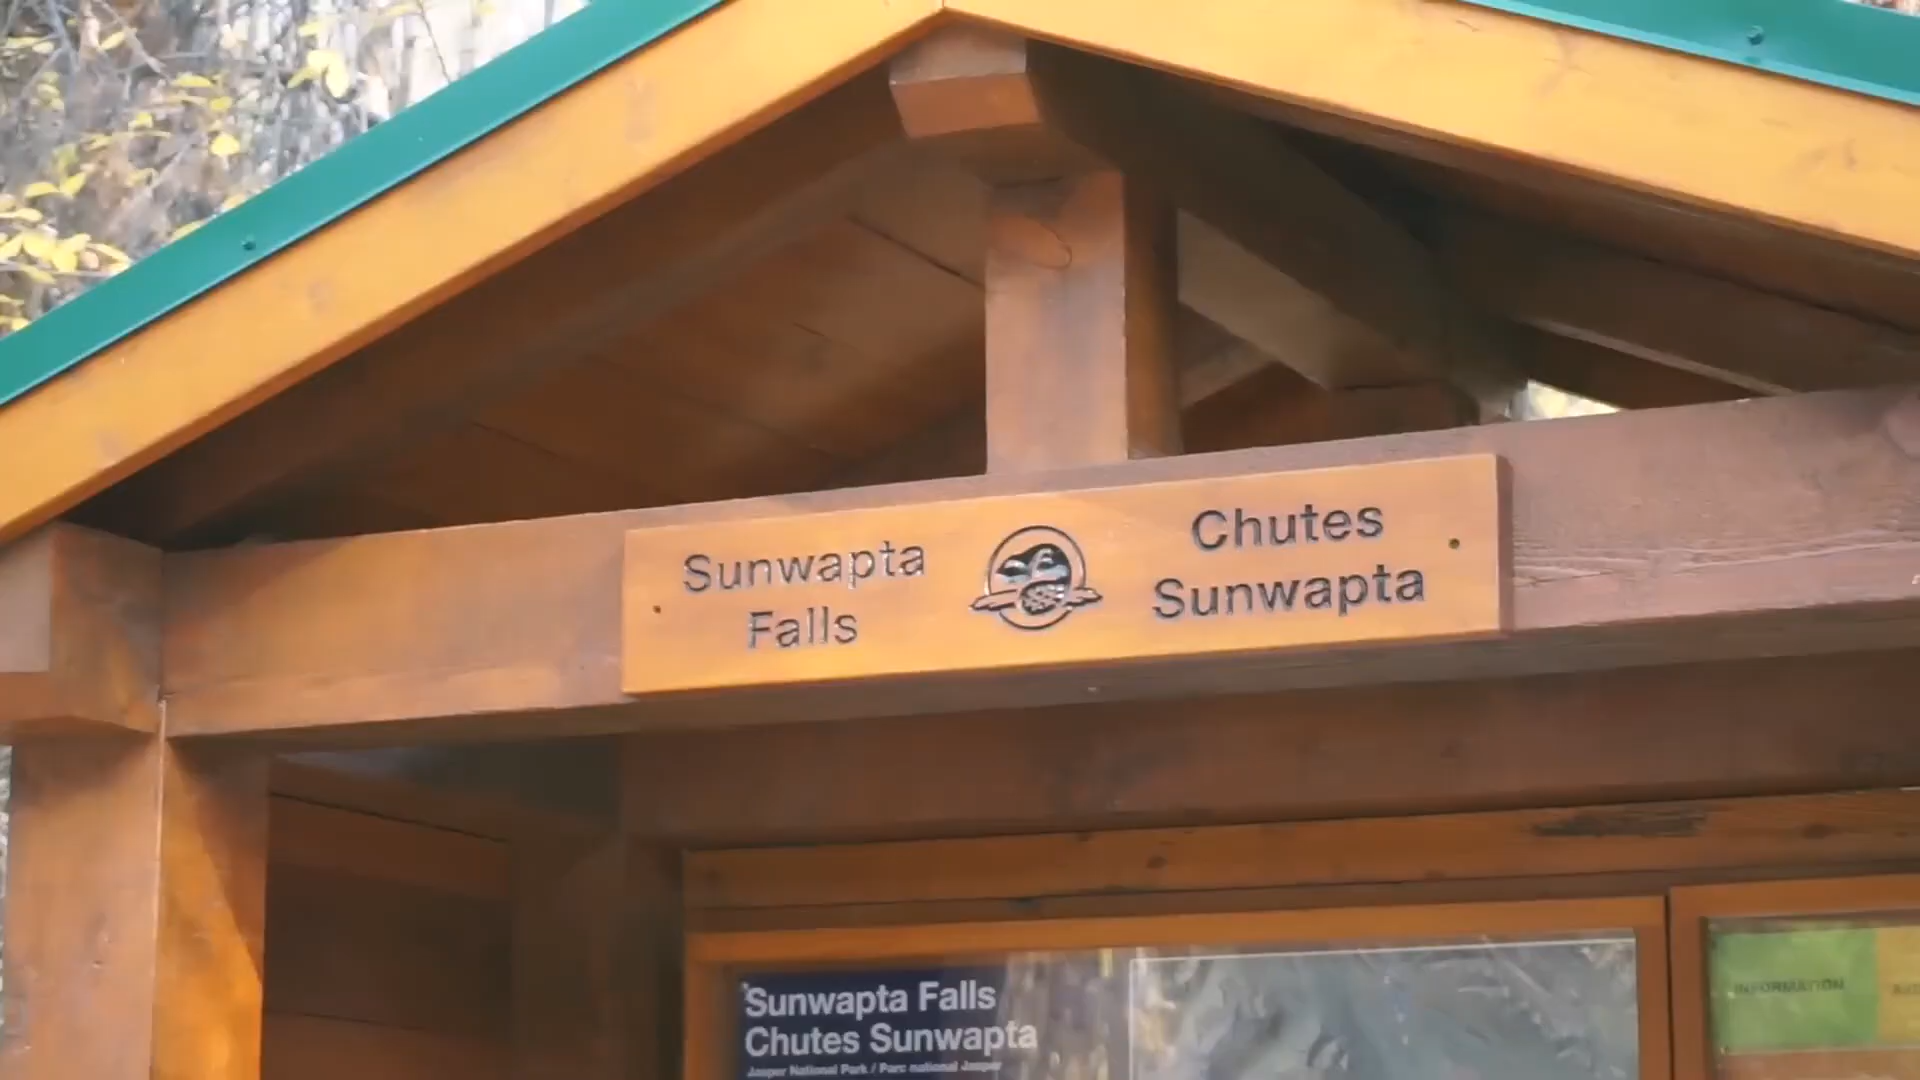 Sunwapta
Falls
Chutes
Sunwapta
Sunwapta Falls
Chutes Sunwapta
Jasper National Park / Parc national Jasper
INFORMATION